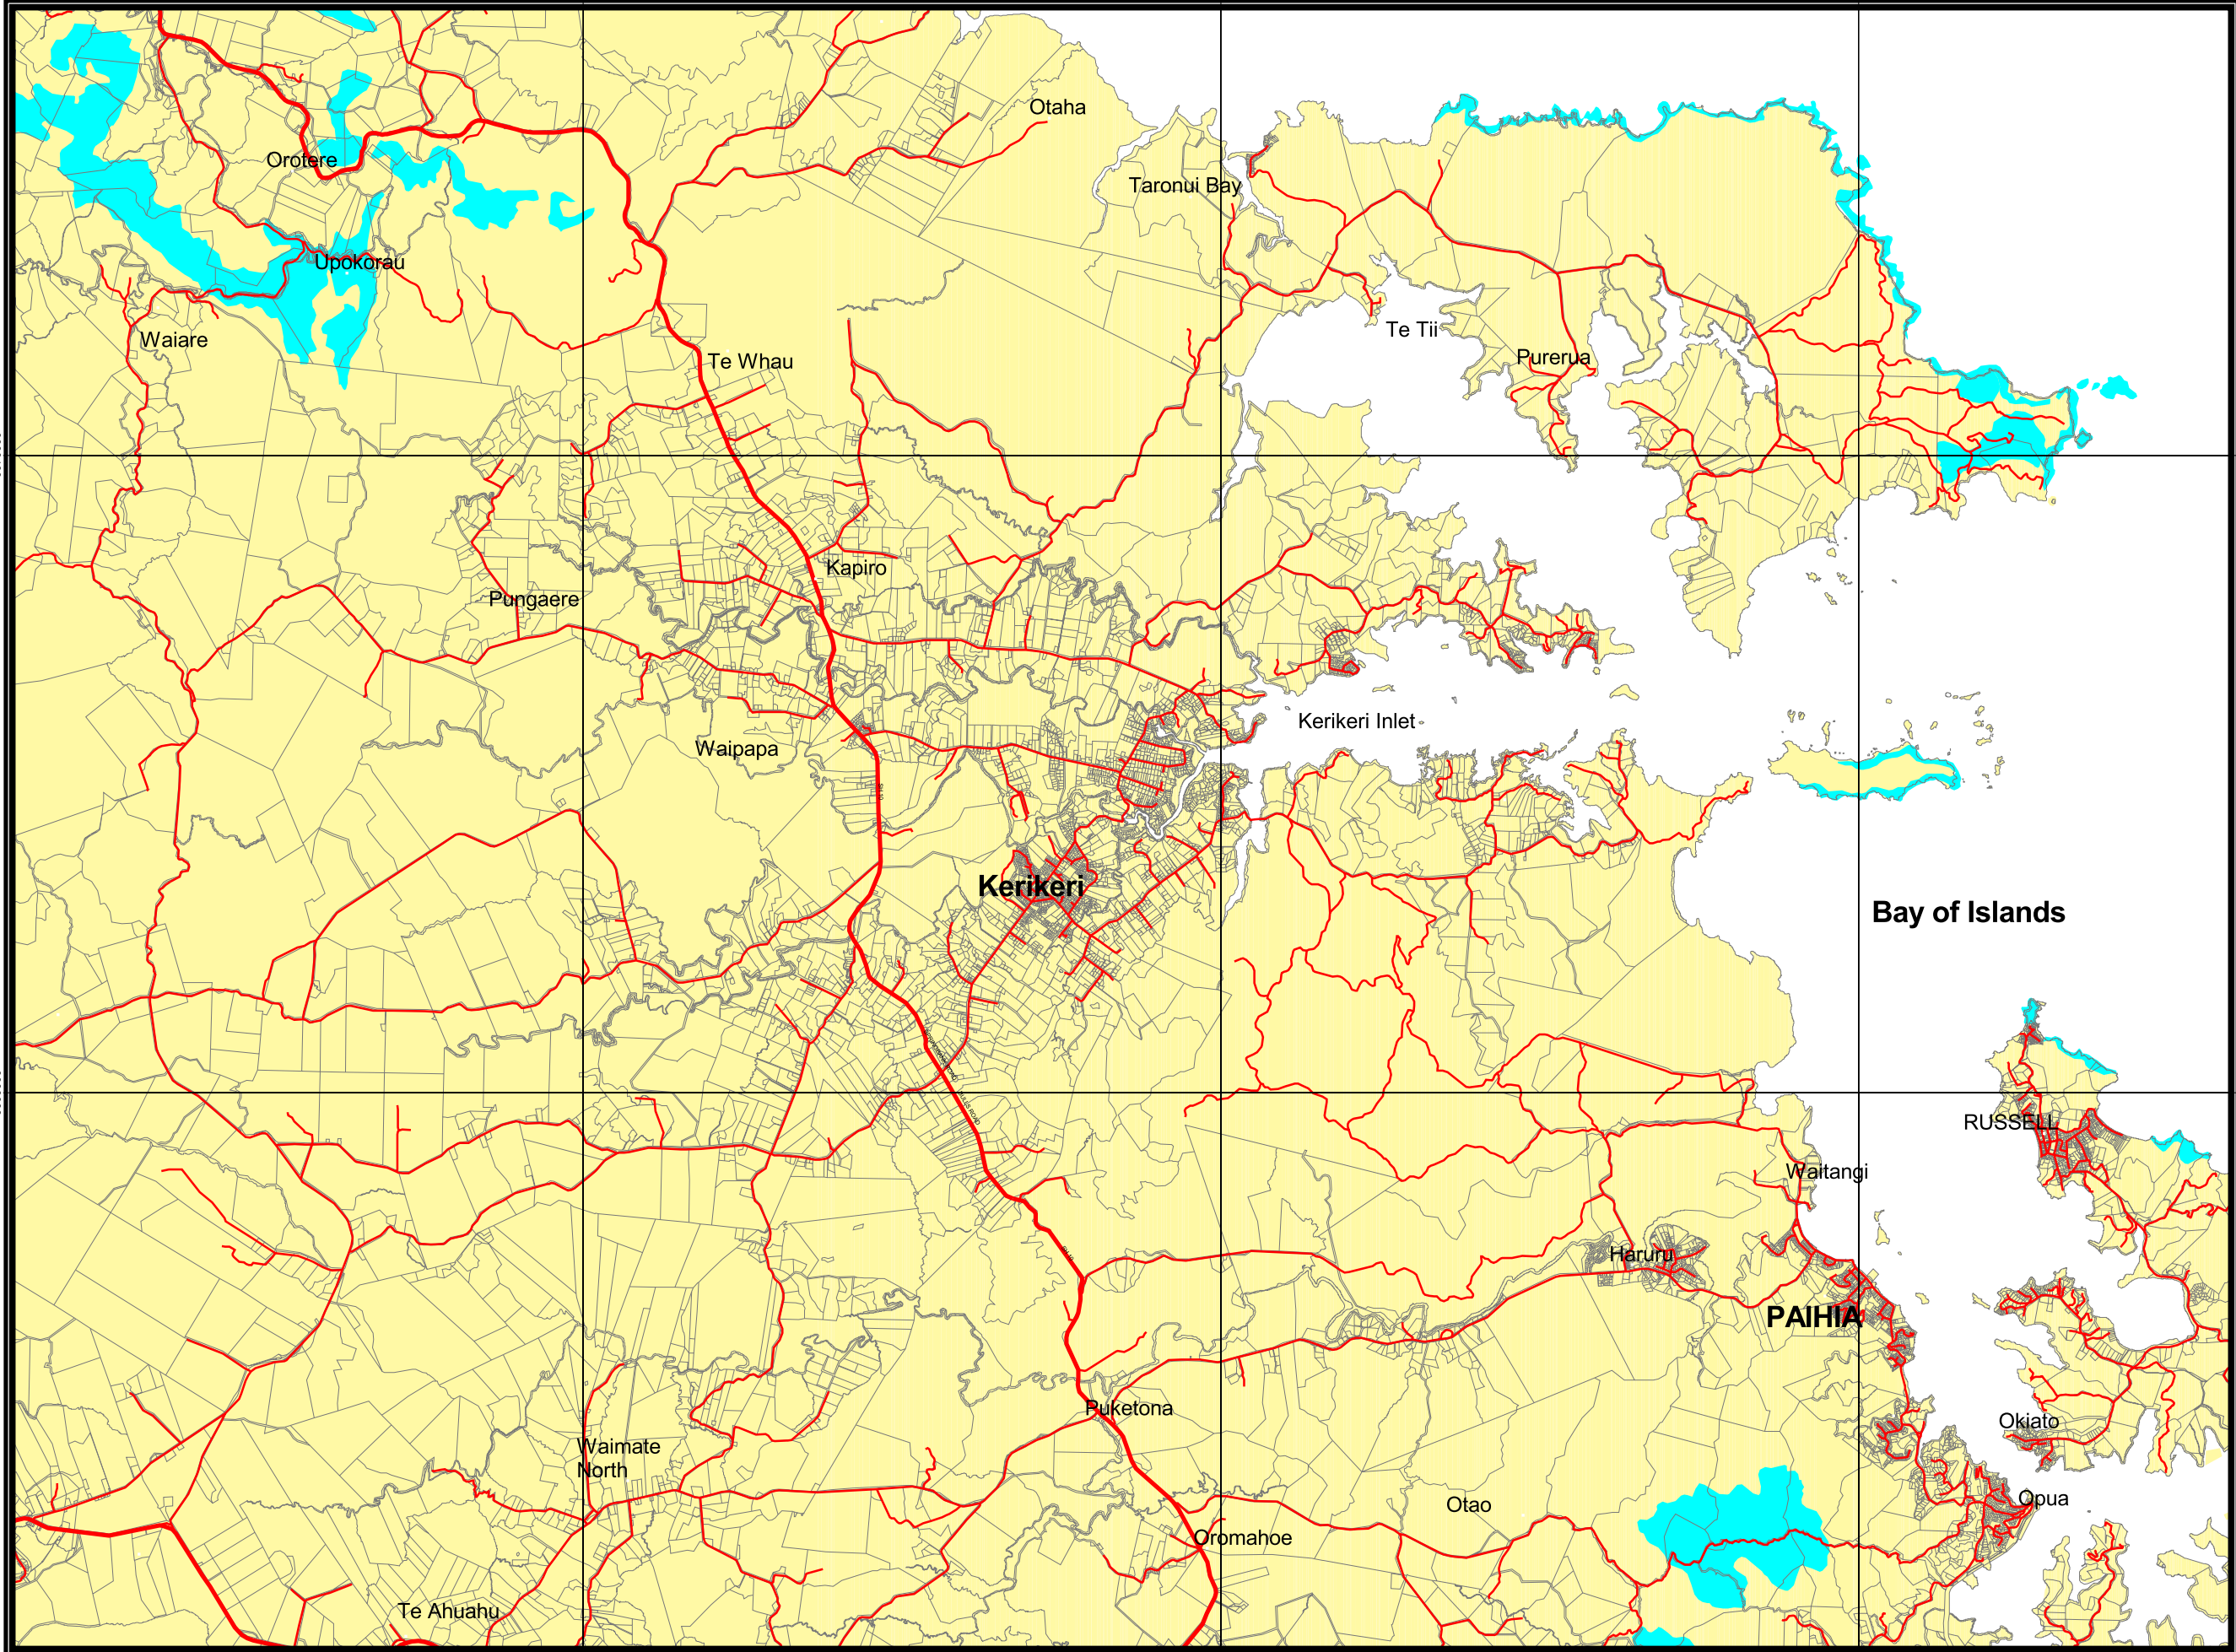 Otaha
Orotere
Taronui Bay
Upokorau
Te Tii
Waiare
Purerua
Te Whau
Kapiro
Pungaere
Kerikeri Inlet
Waipapa
Kerikeri
Bay of Islands
RUSSELL
Waitangi
Haruru
PAIHIA
Puketona
Okiato
Waimate
North
Opua
Otao
Oromahoe
Te Ahuahu